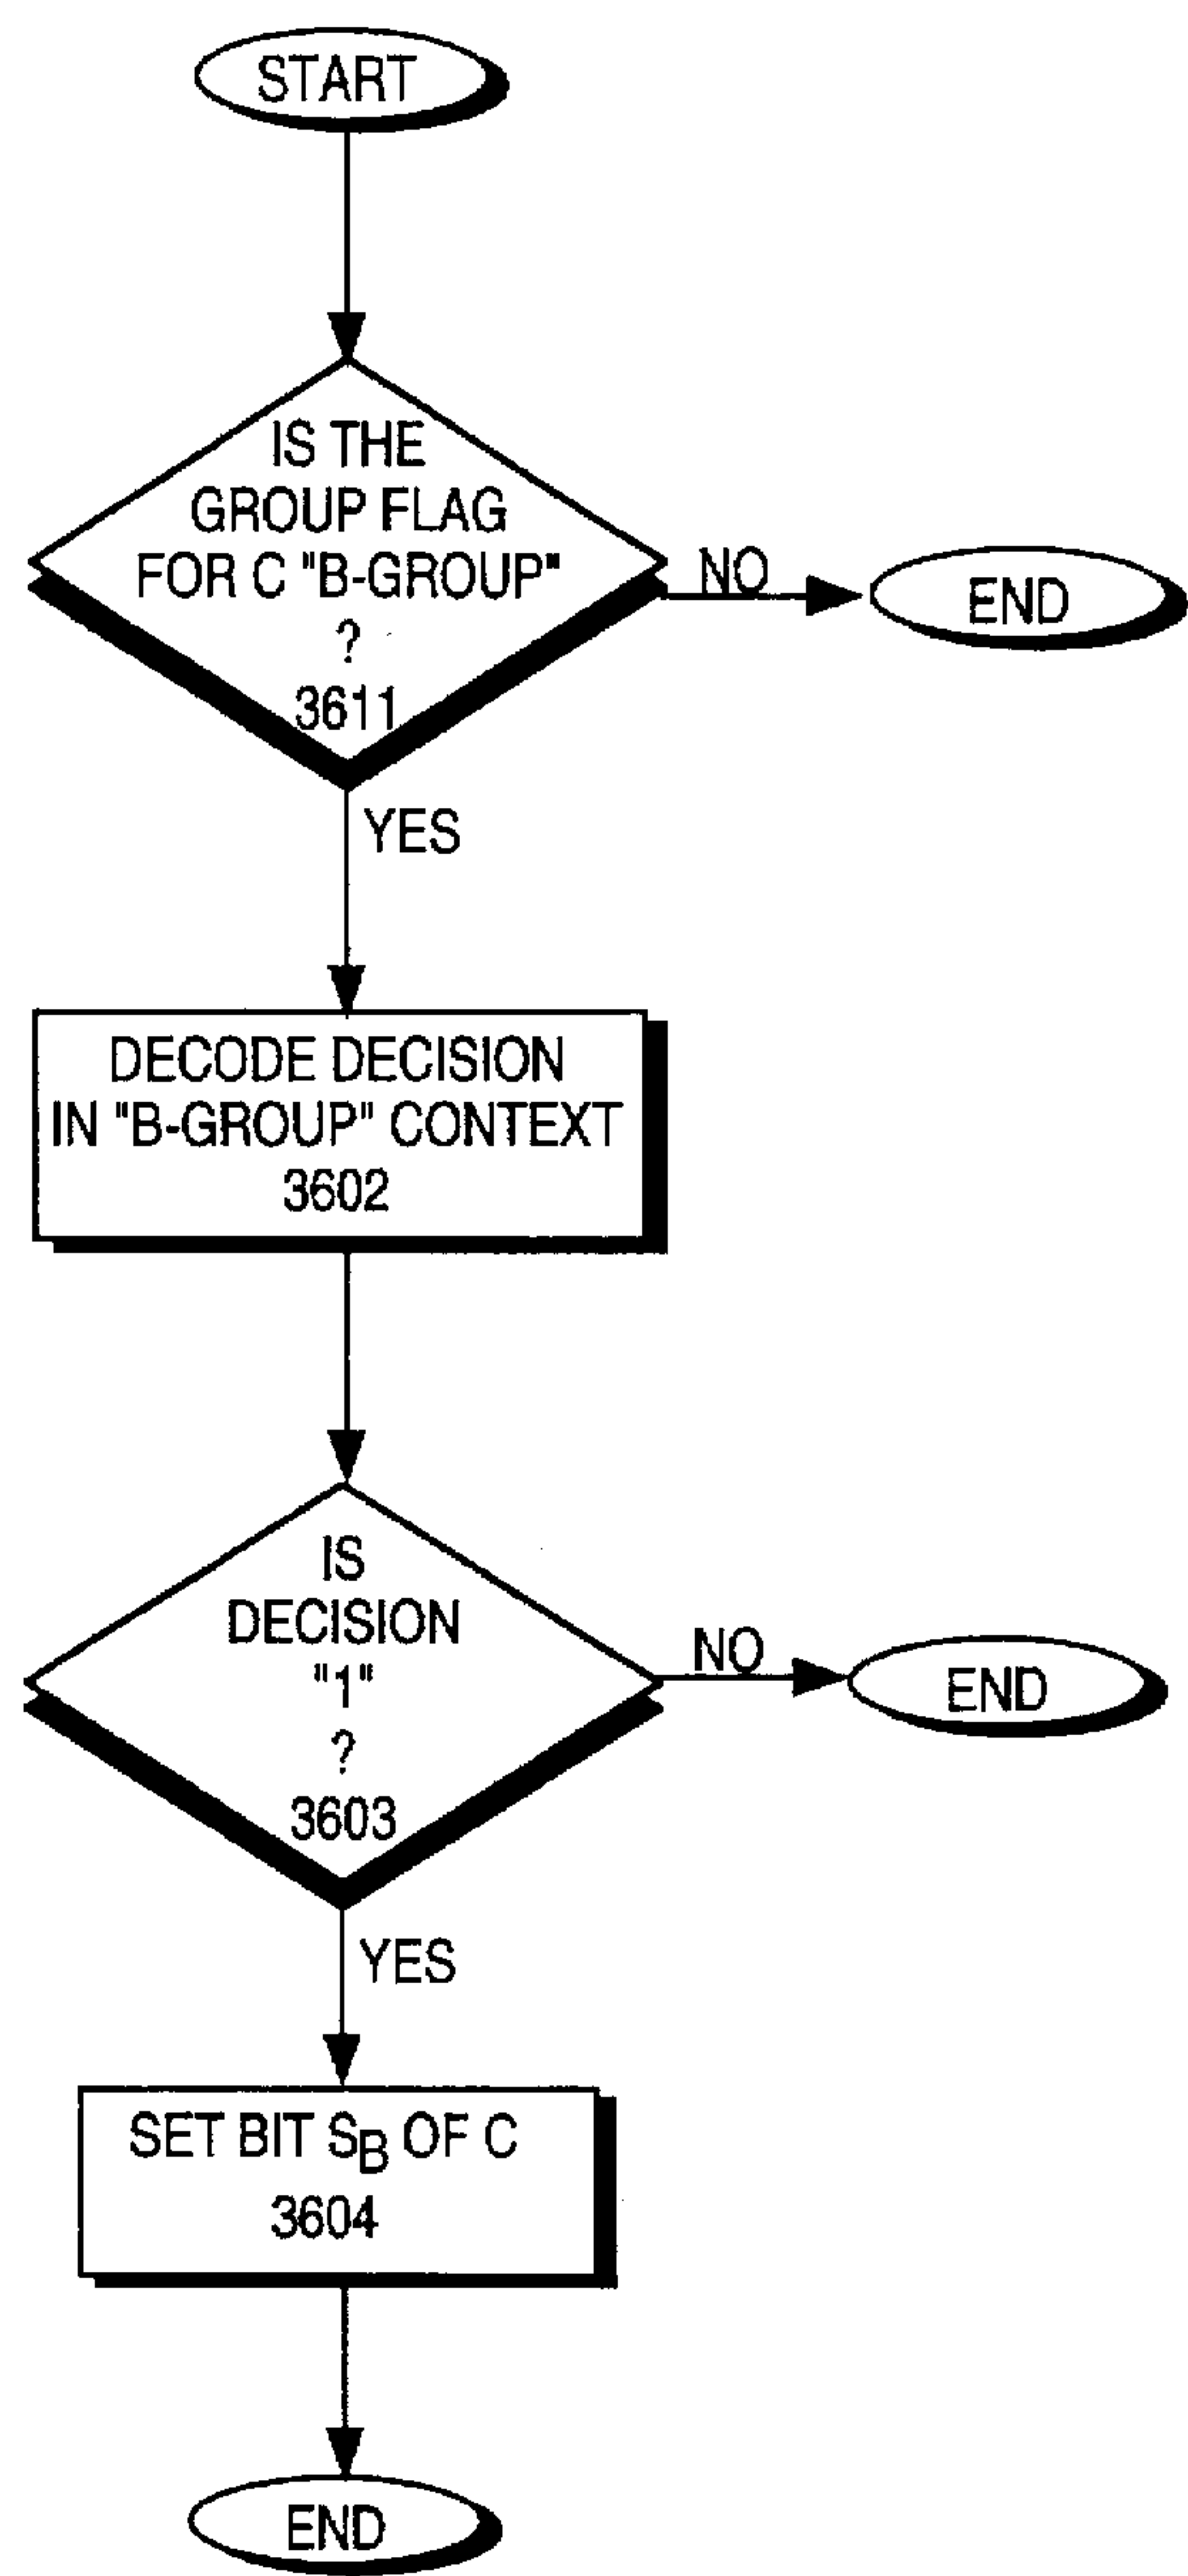 START
IS THE
GROUP FLAG
FOR C "B-GROUP"
?
3611
NO
END
YES
DECODE DECISION
IN "B-GROUP" CONTEXT
3602
IS
DECISION
"1"
?
3603
NO
END
YES
SET BIT SB OF C
3604
END